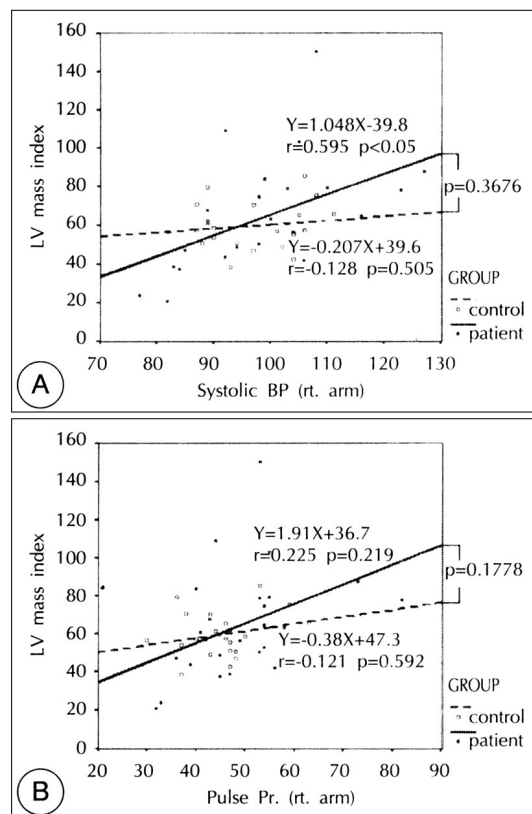 160
140
120
100
80
60
40
20
0
LV mass index
Y=1.048X-39.8
r=0.595 p<0.05
p=0.3676
Y=-0.207X+39.6
r=-0.128 p=0.505
GROUP
control
patient
70 80 90 100 110 120 130
Systolic BP (rt. arm)
A
160
140
120
100
80
60
40
20
0
LV mass index
Y=1.91X+36.7
r=0.225 p=0.219
p=0.1778
Y=-0.38X+47.3
r=-0.121 p=0.592
GROUP
control
patient
20 30 40 50 60 70 80 90
Pulse Pr. (rt. arm)
B